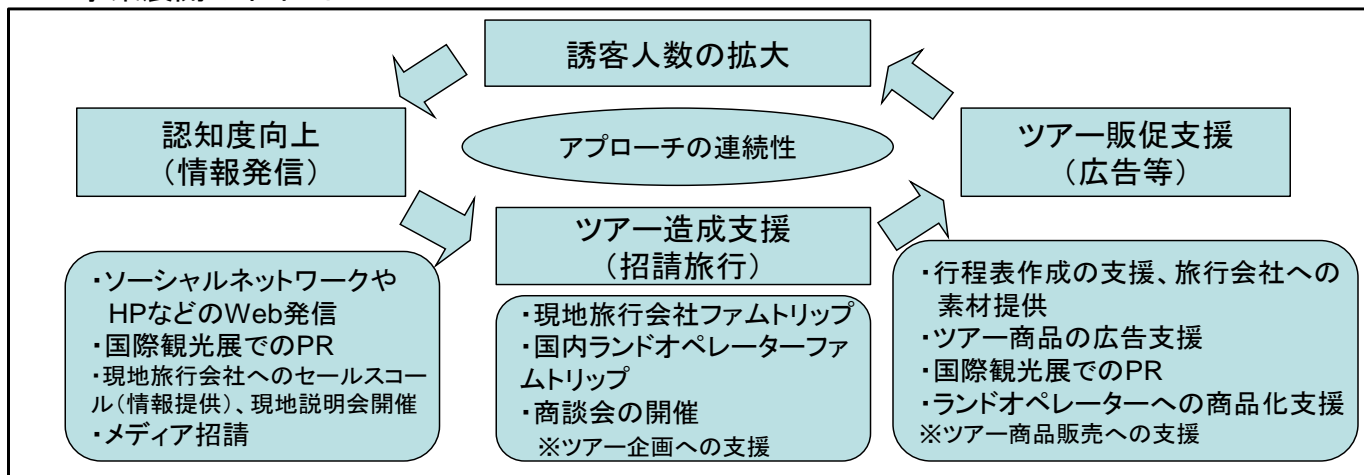 誘客人数の拡大
認知度向上
（情報発信）
アプローチの連続性
ツアー販促支援
（広告等）
ツアー造成支援
（招請旅行）
・ソーシャルネットワークや
HPなどのWeb発信
・国際観光展でのPR
・現地旅行会社へのセールスコー
ル（情報提供）、現地説明会開催
・メディア招請
・現地旅行会社ファムトリップ
・国内ランドオペレーターファ
ムトリップ
・商談会の開催
※ツアー企画への支援
・行程表作成の支援、旅行会社への
素材提供
・ツアー商品の広告支援
・国際観光展でのPR
・ランドオペレーターへの商品化支援
※ツアー商品販売への支援